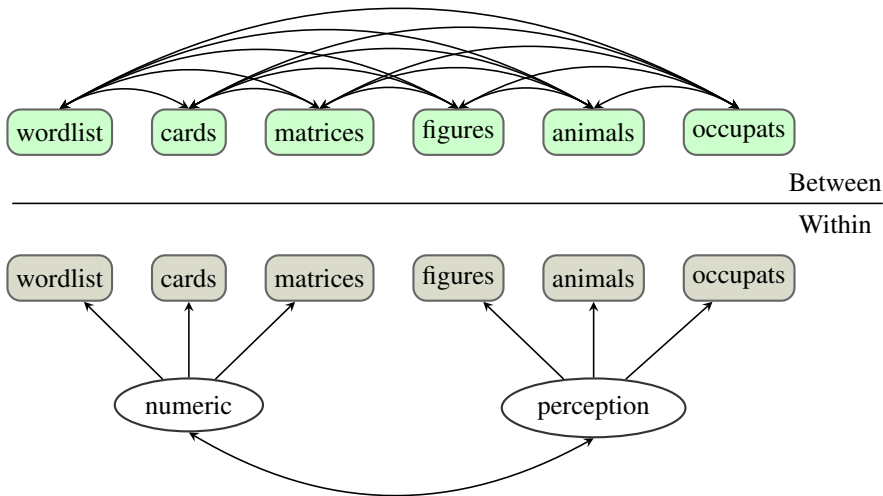 wordlist cards matrices figures animals occupats
Between
Within
wordlist cards matrices figures animals occupats
numeric perception